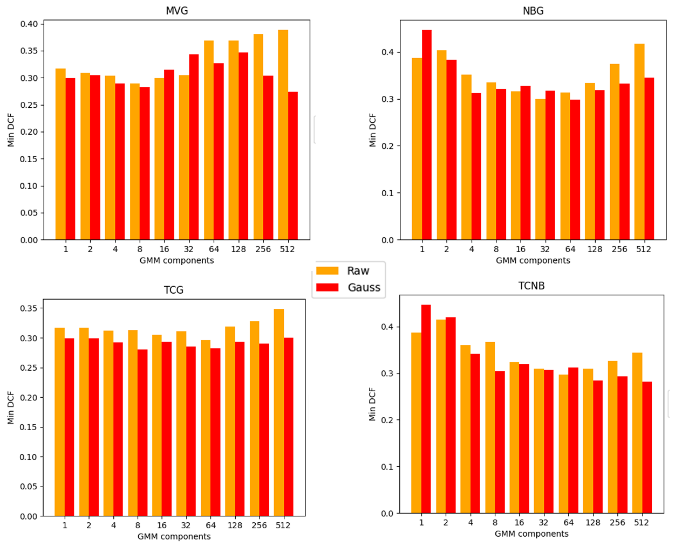 MVG
0.40
0.35
0.30
0.25
0.20
0.15
0.10
0.05
0.00
Min DCF
1 2 4 8 16 32 64 128 256 512
GMM components
NBG
0.4
0.3
0.2
0.1
0.0
Min DCF
1 2 4 8 16 32 64 128 256 512
GMM components
Raw
Gauss
TCG
0.35
0.30
0.25
0.20
0.15
0.10
0.05
0.00
Min DCF
1 2 4 8 16 32 64 128 256 512
GMM components
TCNB
0.4
0.3
0.2
0.1
0.0
Min DCF
1 2 4 8 16 32 64 128 256 512
GMM components